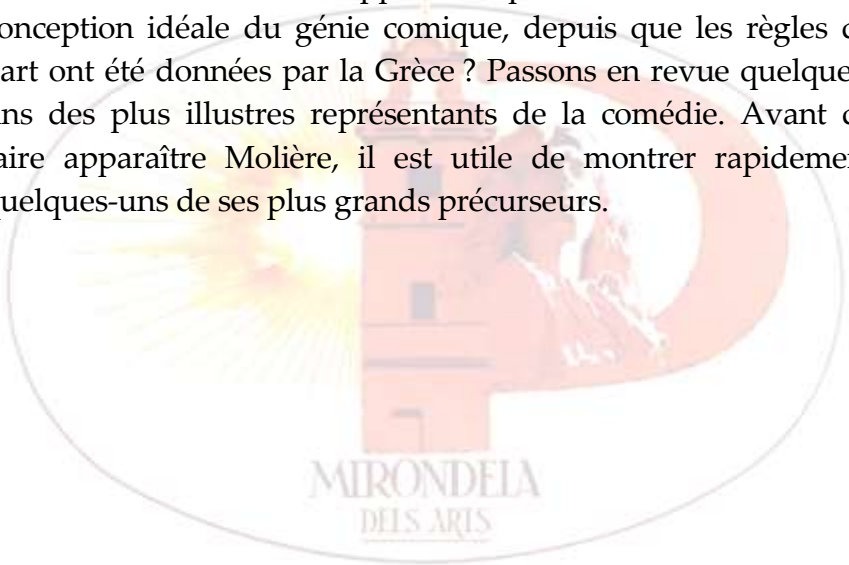 onception idéale du génie comique, depuis que les règles
art ont été données par la Grèce ? Passons en revue quelque
ns des plus illustres représentants de la comédie. Avant
aire apparaître Molière, il est utile de montrer rapideme
uelques-uns de ses plus grands précurseurs.
MIRONDELA
DELS ARTS